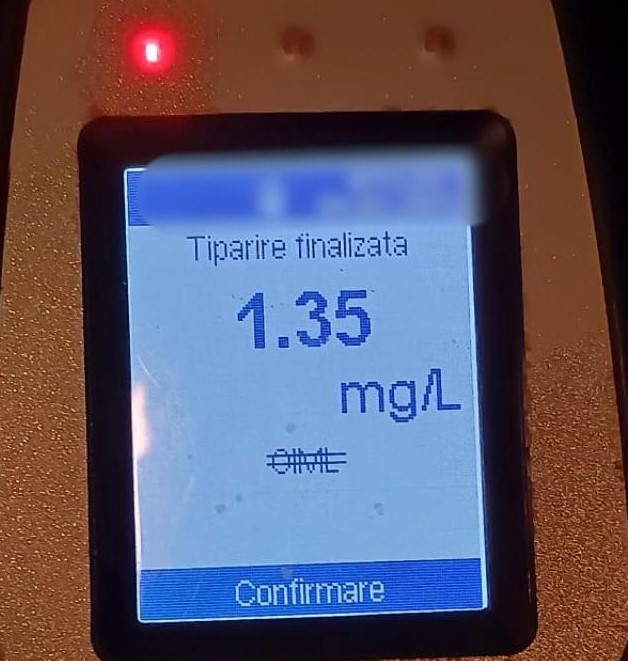 Tiparire finalizata
1.35
mg/L
OIML
Confirmare